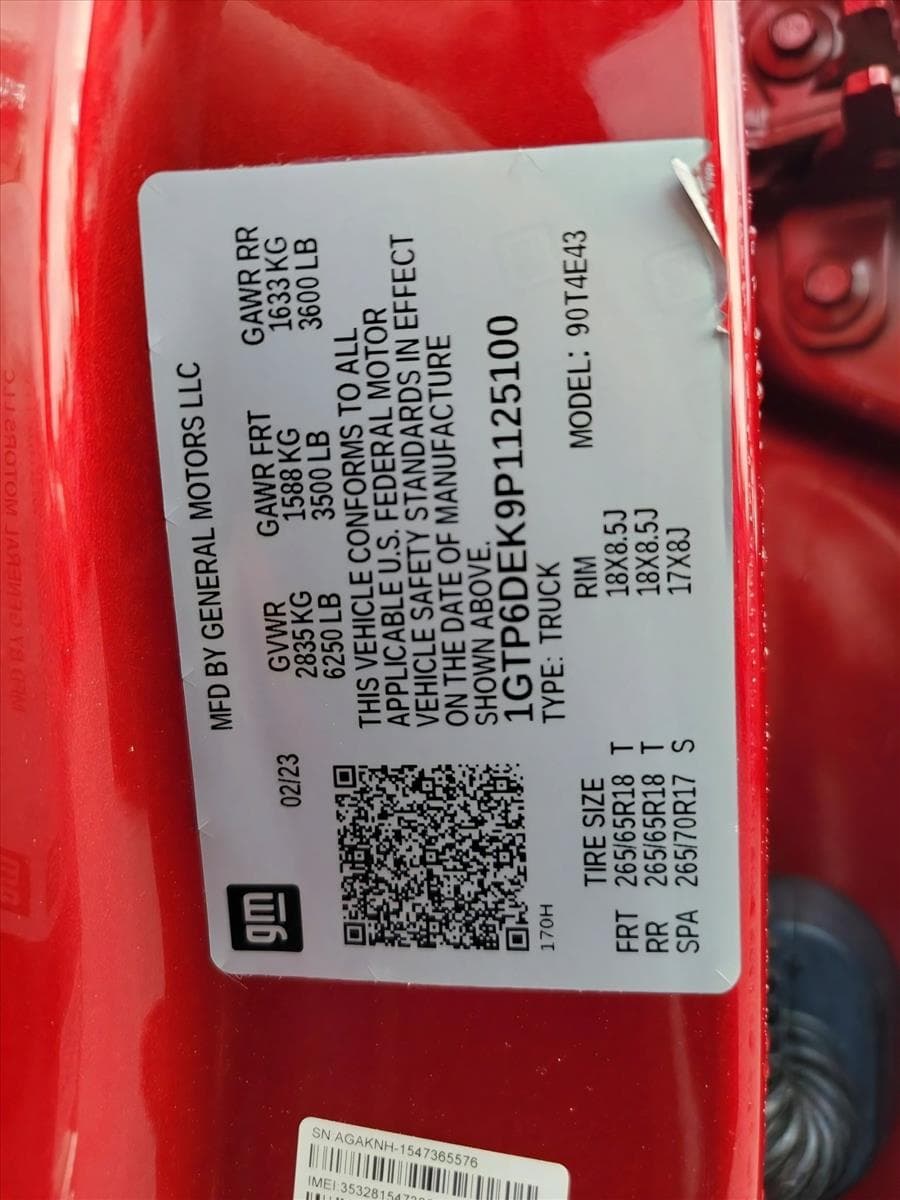 gm
MFD BY GENERAL MOTORS LLC
02/23
GVWR GAWR FRT GAWR RR
2835 KG 1588 KG 1633 KG
6250 LB 3500 LB 3600 LB
THIS VEHICLE CONFORMS TO ALL
APPLICABLE U.S. FEDERAL MOTOR
VEHICLE SAFETY STANDARDS IN EFFECT
ON THE DATE OF MANUFACTURE
SHOWN ABOVE.
1GTP6DEK9P1125100
170H
TYPE: TRUCK MODEL: 90T4E43
TIRE SIZE RIM
FRT 265/65R18 T 18X8.5J
RR 265/65R18 T 18X8.5J
SPA 265/70R17 S 17X8J
SN:AGAKNH-1547365576